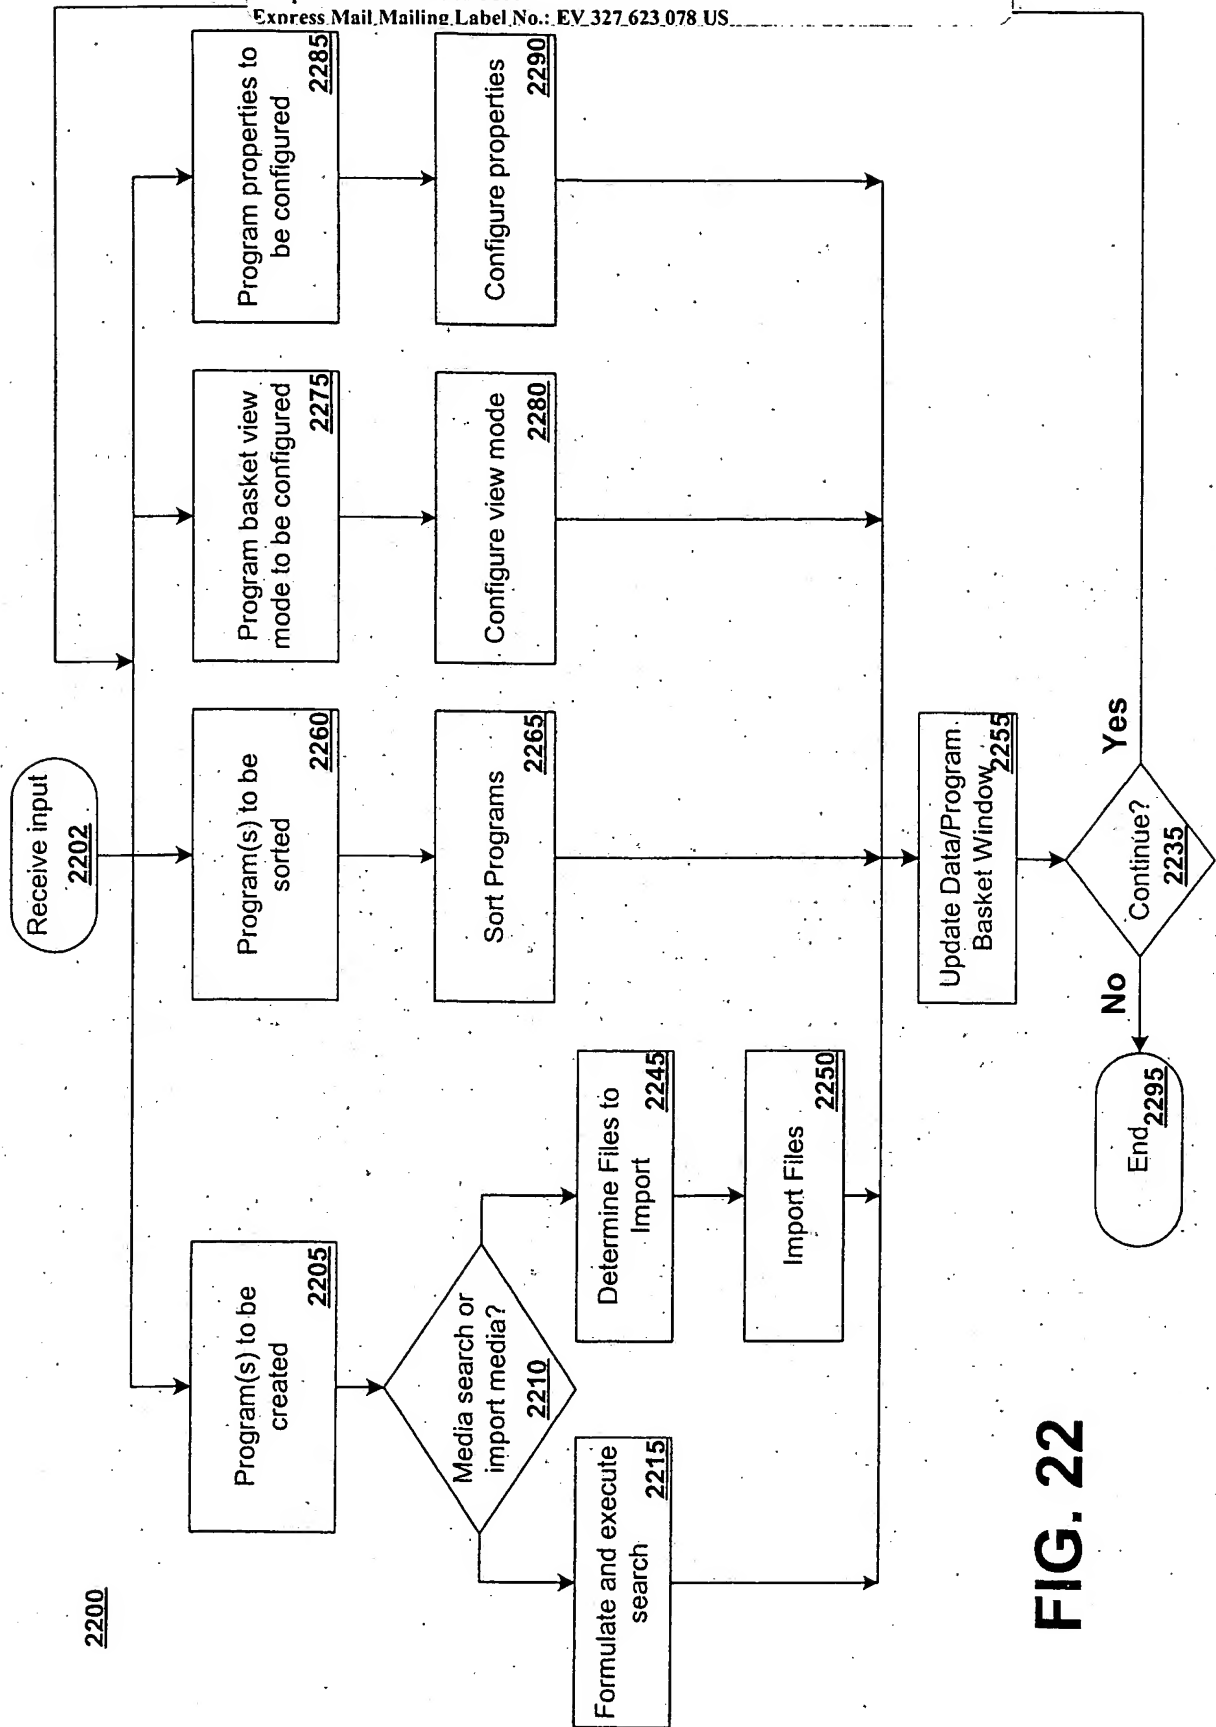 Express Mail Mailing Label No.: EV 327 623 078 US
2200
Receive input
2202
Program(s) to be
created
2205
Media search or
import media?
2210
Formulate and execute
search
2215
Determine Files to
Import
2245
Import Files
2250
Program(s) to be
sorted
2260
Sort Programs
2265
Program basket view
mode to be configured
2275
Configure view mode
2280
Program properties to
be configured
2285
Configure properties
2290
Update Data/Program
Basket Window
2255
Continue?
2235
Yes
No
End
2295
FIG. 22